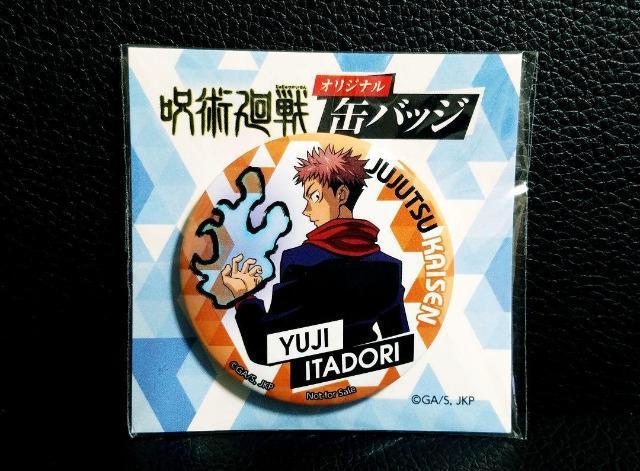 呪術廻戦
オリジナル
缶バッジ
JUJUTSU KAISEN
YUJI
ITADORI
©GA/S, JKP
Not for Sale
©GA/S, JKP